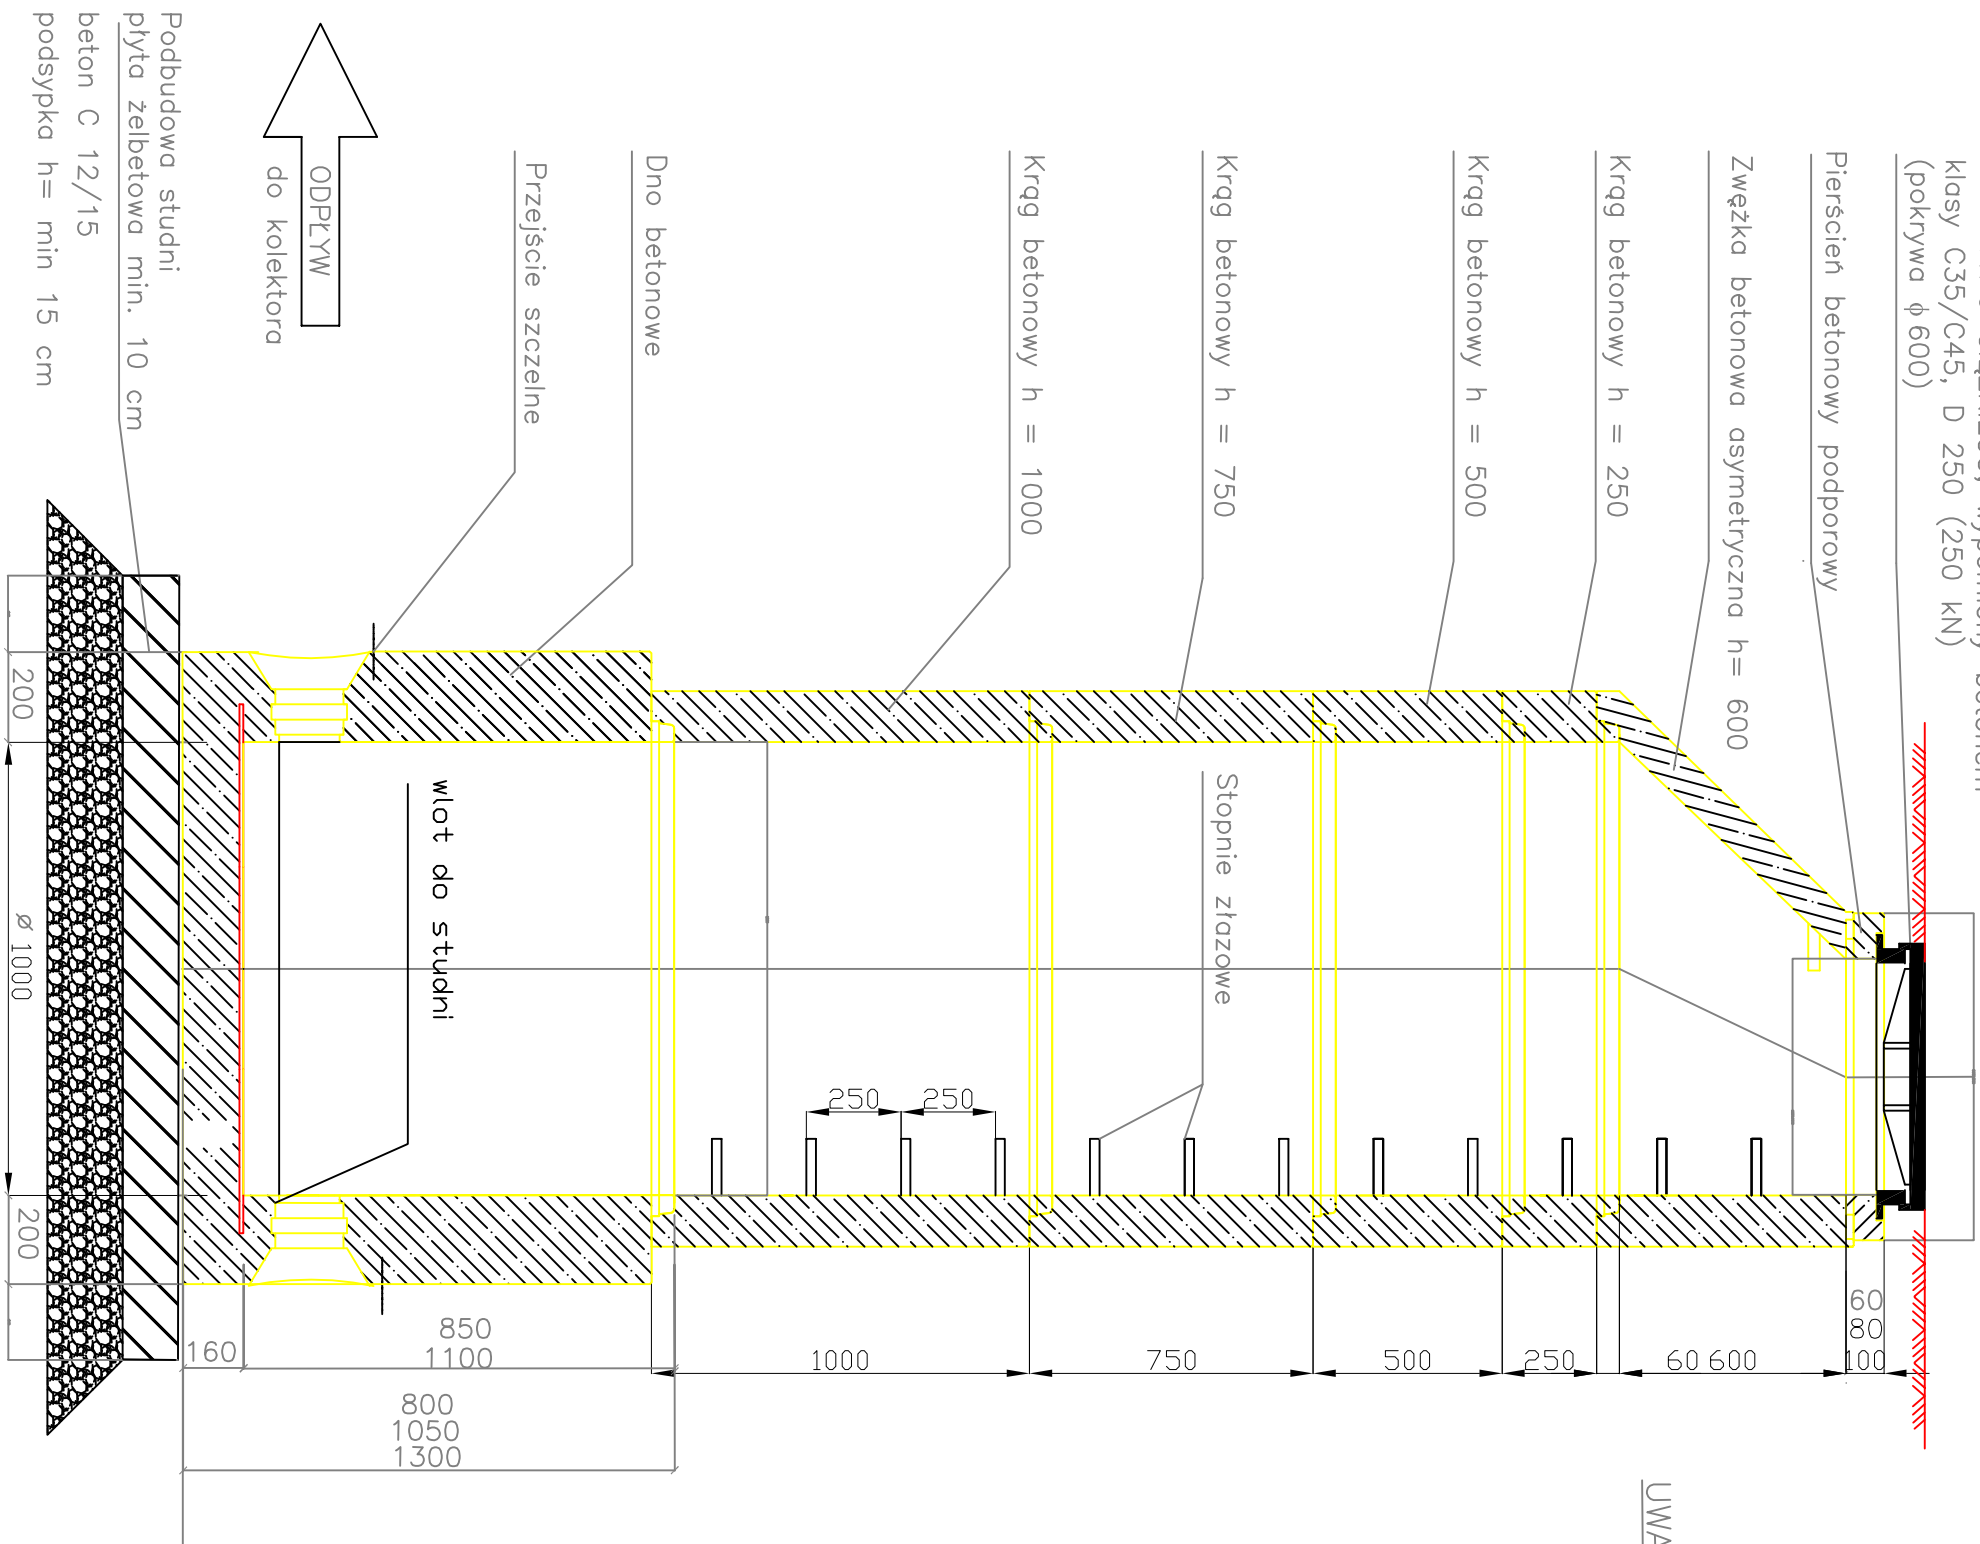 klasy C35/C45, D 250 (250 kN)
(pokrywa ϕ 600)
Pierścień betonowy podporowy
Zwężka betonowa asymetryczna h= 600
Krąg betonowy h = 250
Krąg betonowy h = 500
Krąg betonowy h = 750
Krąg betonowy h = 1000
Dno betonowe
Przejście szczelne
ODPŁYW
do kolektora
Podbudowa studni
płyta żelbetowa min. 10 cm
beton C 12/15
podsypka h= min 15 cm
Stopnie złazowe
wlot do studni
250
250
200
ø 1000
200
60
80
100
60 600
250
500
750
1000
850
1100
160
800
1050
1300
UWA